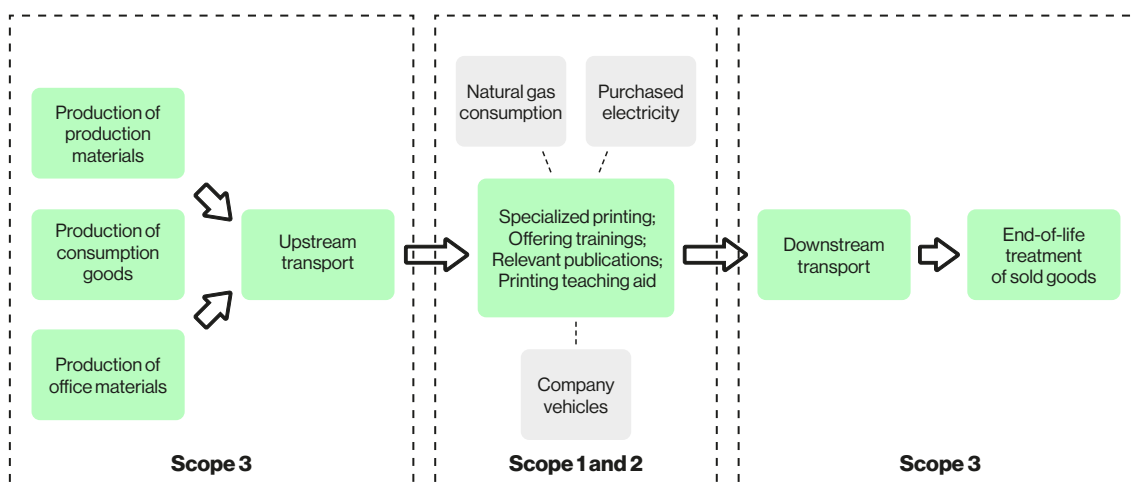 Production of
production
materials
Production of
consumption
goods
Production of
office materials
Upstream
transport
Scope 3
Natural gas
consumption
Purchased
electricity
Specialized printing;
Offering trainings;
Relevant publications;
Printing teaching aid
Company
vehicles
Scope 1 and 2
Downstream
transport
End-of-life
treatment
of sold goods
Scope 3